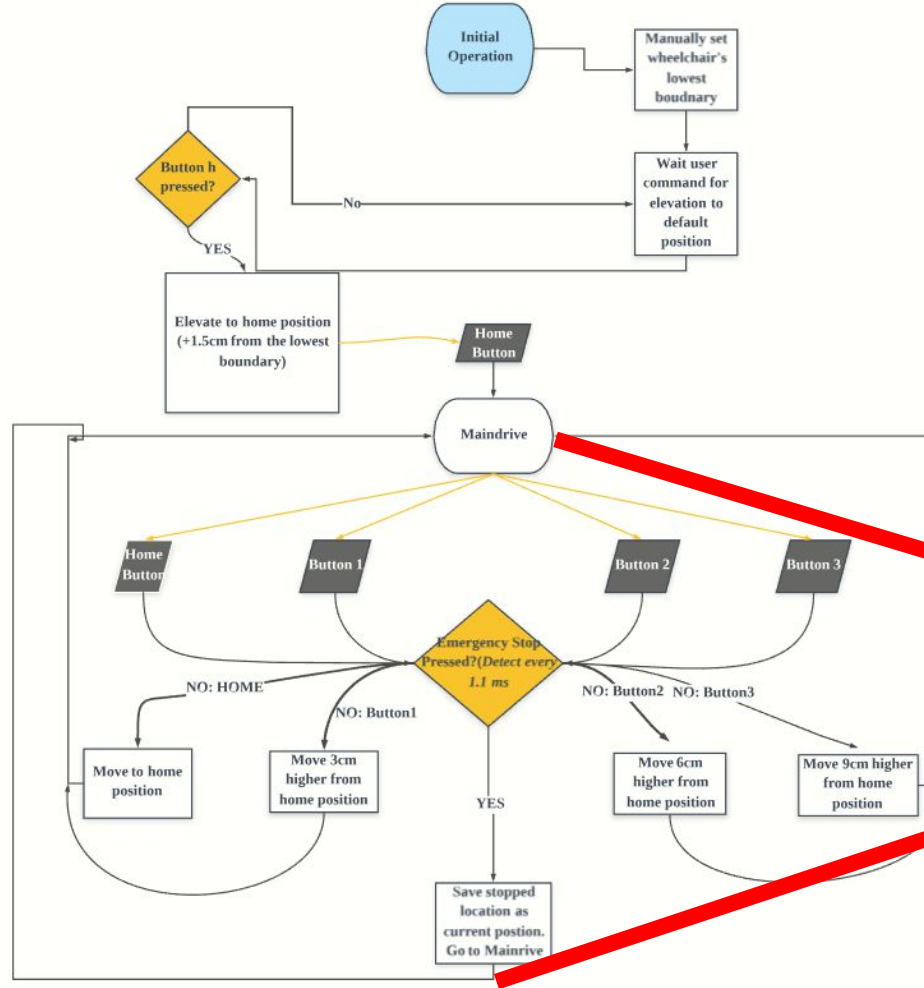 Initial
Operation
Manually set
wheelchair's
lowest
boudnary
Button h
pressed?
No
Wait user
command for
elevation to
default
position
YES
Elevate to home position
(+1.5cm from the lowest
boundary)
Home
Button
Maindrive
Home
Button
Button 1
Button 2
Button 3
Emergency Stop
Pressed?(Detect every
1.1 ms
NO: HOME
NO: Button1
NO: Button2
NO: Button3
Move to home
position
Move 3cm
higher from
home position
Move 6cm
higher from
home position
Move 9cm higher
from home
position
YES
Save stopped
location as
current postion.
Go to Mainrive